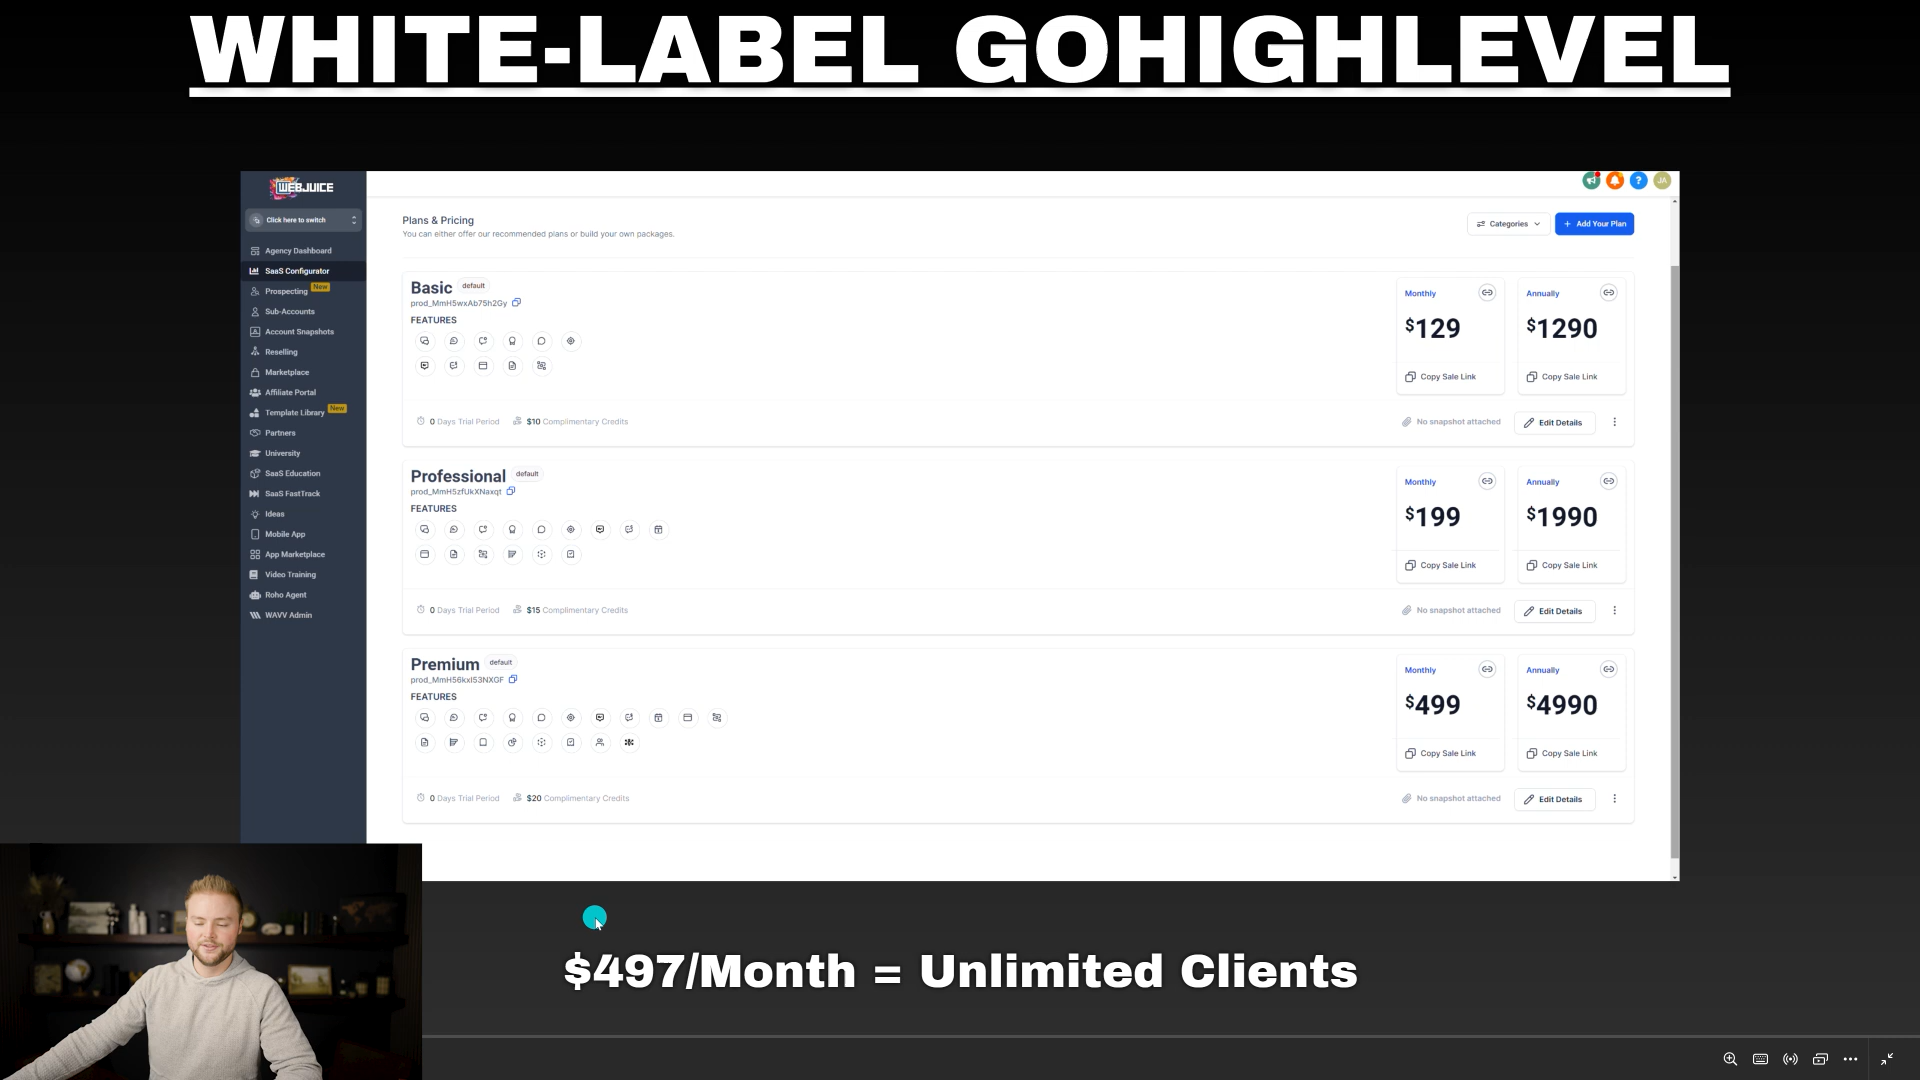 WHITE-LABEL GOHIGHLEVEL
WEBJUICE
JA
Click here to switch
Agency Dashboard
SaaS Configurator
Prospecting New
Sub-Accounts
Account Snapshots
Reselling
Marketplace
Affiliate Portal
Template Library New
Partners
University
SaaS Education
SaaS FastTrack
Ideas
Mobile App
App Marketplace
Video Training
Roho Agent
WAVV Admin
Plans & Pricing
You can either offer our recommended plans or build your own packages.
Categories
+ Add Your Plan
Basic default
prod_MmH5wxAb75h2Gy
FEATURES
0 Days Trial Period $10 Complimentary Credits
Monthly
$129
Copy Sale Link
Annually
$1290
Copy Sale Link
No snapshot attached Edit Details
Professional default
prod_MmH5zfUkXNaxqt
FEATURES
0 Days Trial Period $15 Complimentary Credits
Monthly
$199
Copy Sale Link
Annually
$1990
Copy Sale Link
No snapshot attached Edit Details
Premium default
prod_MmH56kxI53NXGF
FEATURES
0 Days Trial Period $20 Complimentary Credits
Monthly
$499
Copy Sale Link
Annually
$4990
Copy Sale Link
No snapshot attached Edit Details
$497/Month = Unlimited Clients